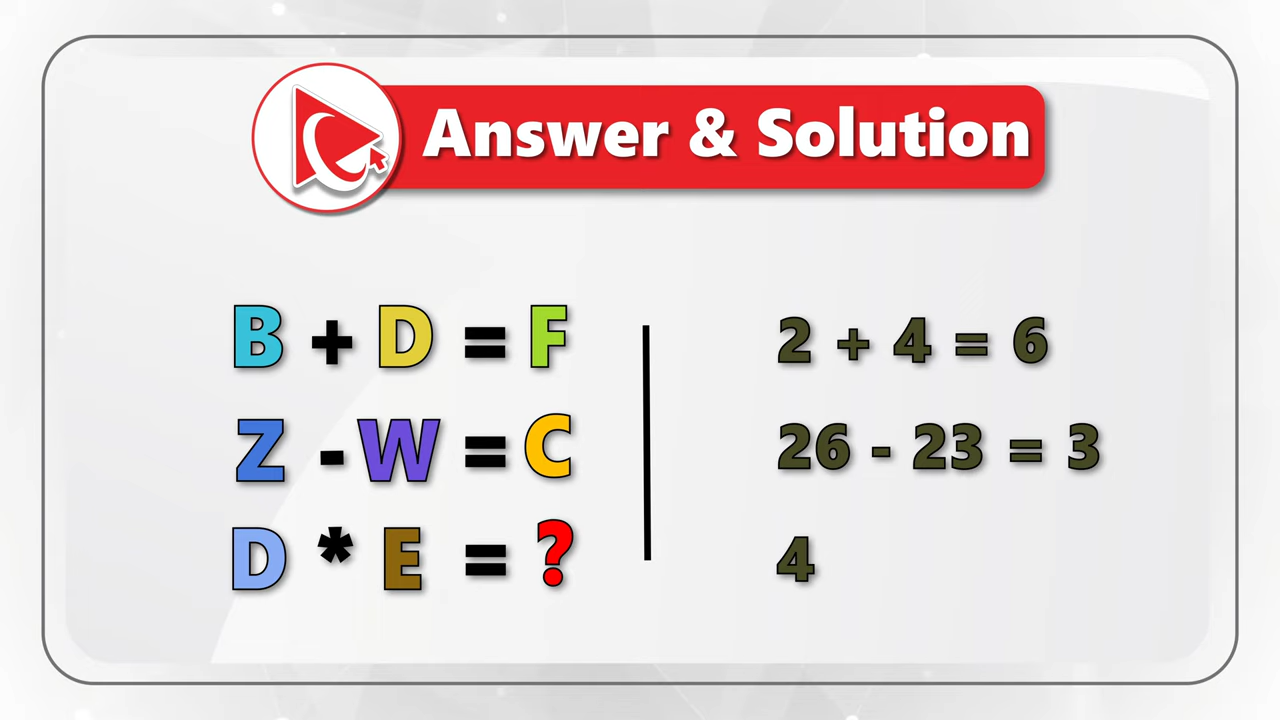 Answer & Solution
B + D = F
2 + 4 = 6
Z - W = C
26 - 23 = 3
D * E = ?
4